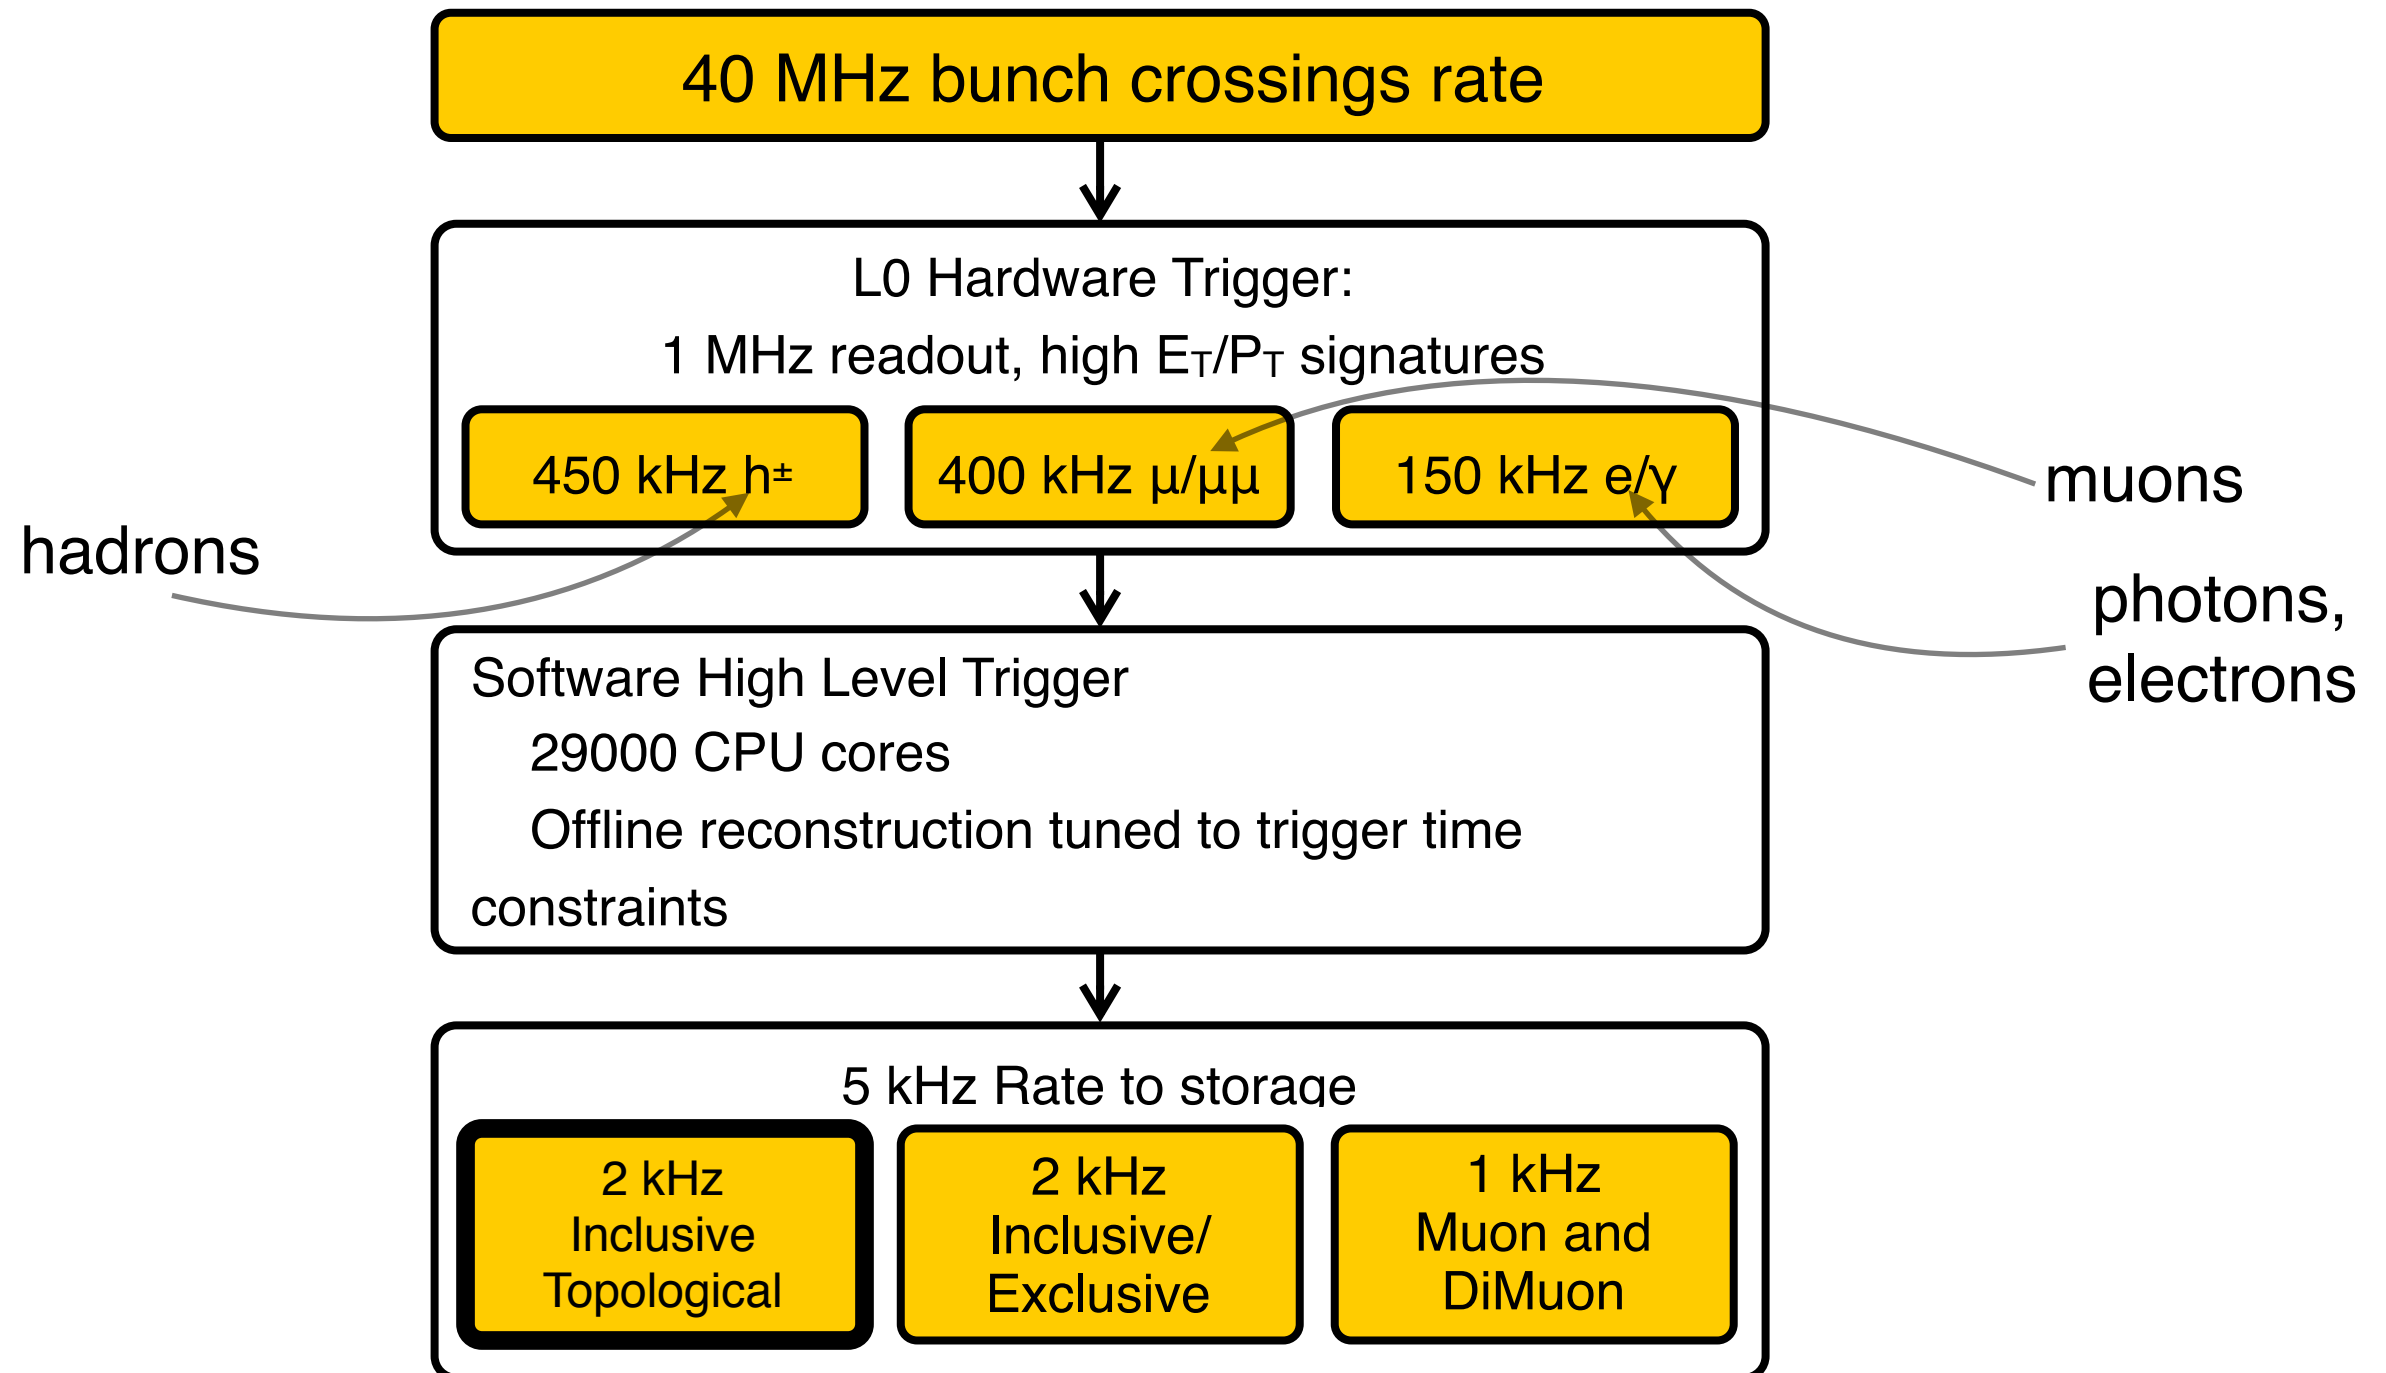 40 MHz bunch crossings rate
L0 Hardware Trigger:
1 MHz readout, high ET/PT signatures
450 kHz h±
400 kHz μ/μμ
150 kHz e/γ
muons
hadrons
photons,
electrons
Software High Level Trigger
29000 CPU cores
Offline reconstruction tuned to trigger time
constraints
5 kHz Rate to storage
2 kHz
Inclusive
Topological
2 kHz
Inclusive/
Exclusive
1 kHz
Muon and
DiMuon